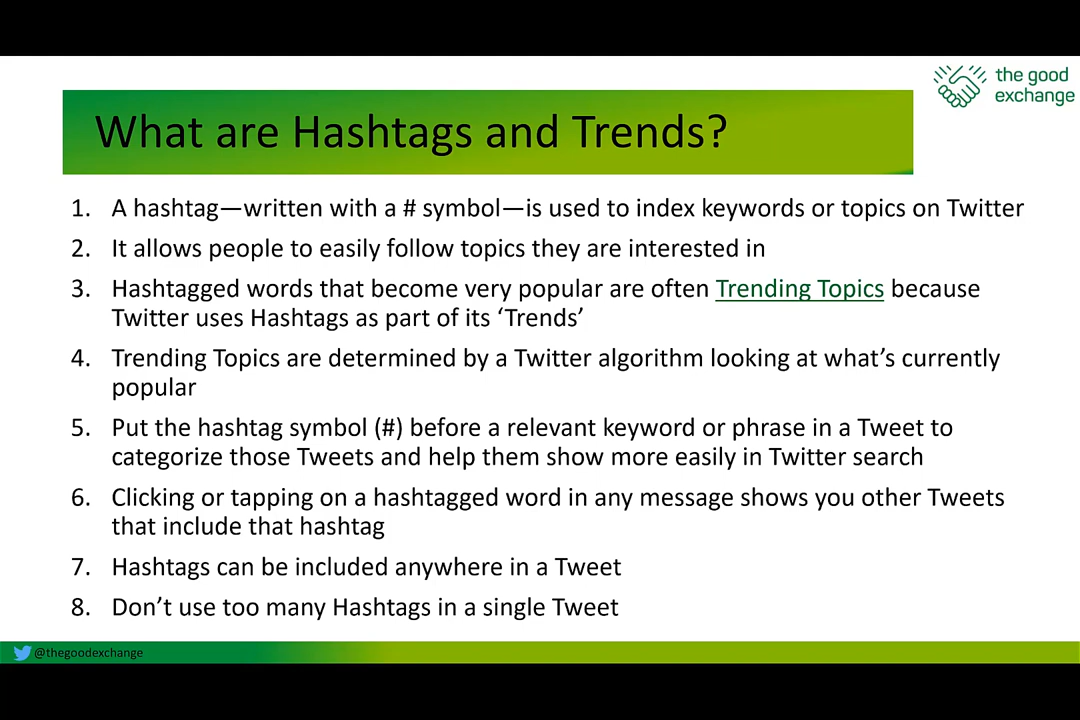 the good
exchange
What are Hashtags and Trends?
1. A hashtag—written with a # symbol—is used to index keywords or topics on Twitter
2. It allows people to easily follow topics they are interested in
3. Hashtagged words that become very popular are often Trending Topics because
Twitter uses Hashtags as part of its ‘Trends’
4. Trending Topics are determined by a Twitter algorithm looking at what’s currently
popular
5. Put the hashtag symbol (#) before a relevant keyword or phrase in a Tweet to
categorize those Tweets and help them show more easily in Twitter search
6. Clicking or tapping on a hashtagged word in any message shows you other Tweets
that include that hashtag
7. Hashtags can be included anywhere in a Tweet
8. Don’t use too many Hashtags in a single Tweet
@thegoodexchange